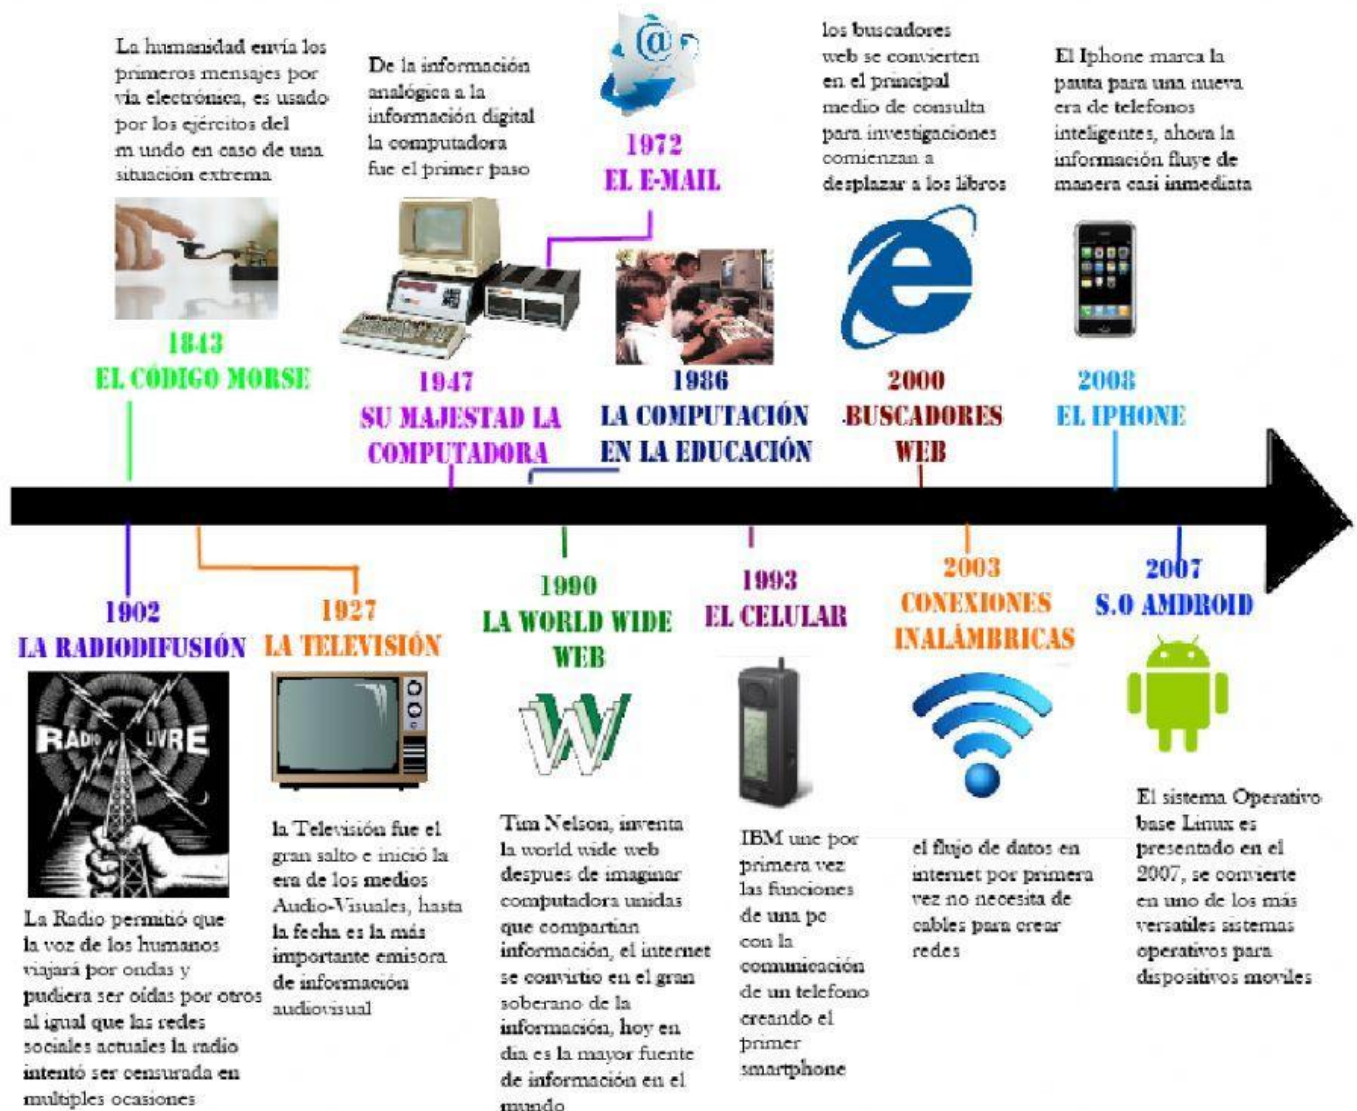 La humanidad envía los
primeros mensajes por
vía electrónica, es usado
por los ejércitos del
m undo en caso de una
situación extrema
1843
EL CÓDIGO MORSE
De la información
analógica a la
información digital
la computadora
fue el primer paso
1947
SU MAJESTAD LA
COMPUTADORA
@
1972
EL E-MAIL
1986
LA COMPUTACIÓN
EN LA EDUCACIÓN
los buscadores
web se convierten
en el principal
medio de consulta
para investigaciones
comienzan a
desplazar a los libros
2000
.BUSCADORES
WEB
El Iphone marca la
pauta para una nueva
era de telefonos
inteligentes, ahora la
información fluye de
manera casi inmediata
2008
EL IPHONE
1902
LA RADIODIFUSIÓN
RÁDIO LIVRE
La Radio permitió que
la voz de los humanos
viajará por ondas y
pudiera ser oídas por otros
al igual que las redes
sociales actuales la radio
intentó ser censurada en
multiples ocasiones
1927
LA TELEVISIÓN
la Televisión fue el
gran salto e inició la
era de los medios
Audio-Visuales, hasta
la fecha es la más
importante emisora
de información
audiovisual
1990
LA WORLD WIDE
WEB
W
Tim Nelson, inventa
la world wide web
despues de imaginar
computadora unidas
que compartian
información, el internet
se convirtio en el gran
soberano de la
información, hoy en
dia es la mayor fuente
de información en el
mundo
1993
EL CELULAR
IBM une por
primera vez
las funciones
de una pc
con la
comunicación
de un telefono
creando el
primer
smartphone
2003
CONEXIONES
INALÁMBRICAS
el flujo de datos en
internet por primera
vez no necesita de
cables para crear
redes
2007
S.O AMDROID
El sistema Operativo
base Linux es
presentado en el
2007, se convierte
en uno de los más
versatiles sistemas
operativos para
dispositivos moviles